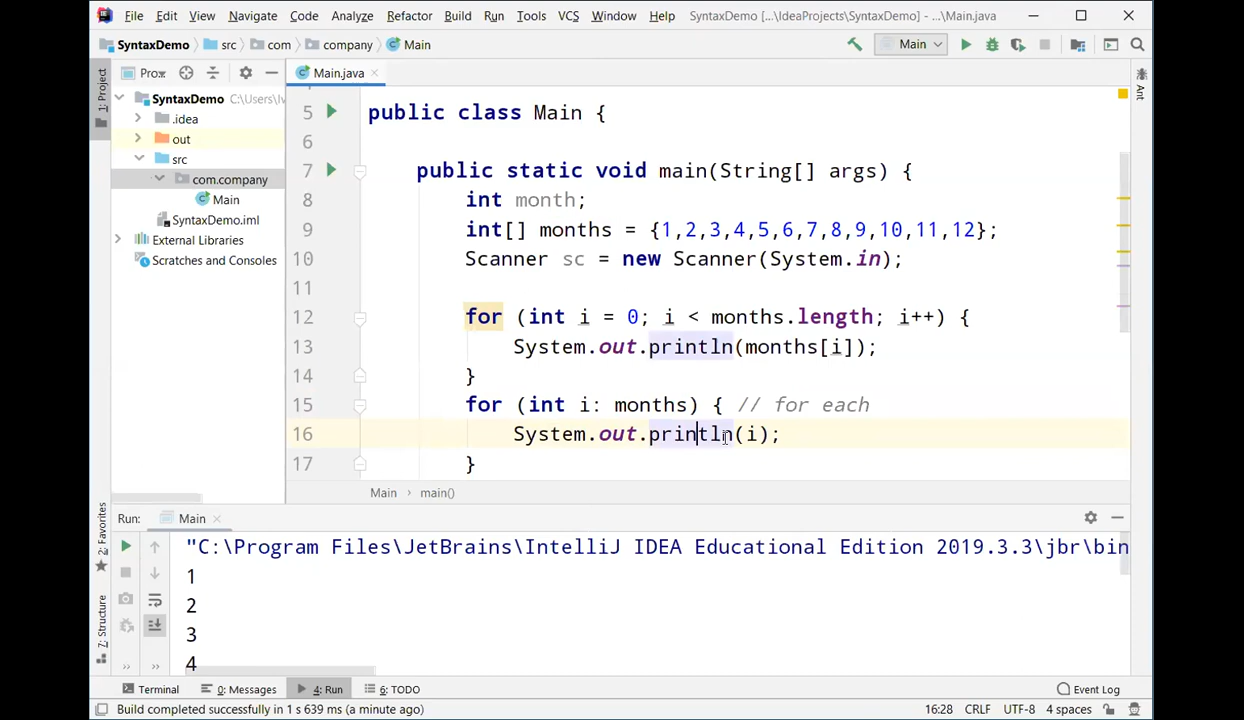 File Edit View Navigate Code Analyze Refactor Build Run Tools VCS Window Help SyntaxDemo [...\IdeaProjects\SyntaxDemo] - ...\Main.java
SyntaxDemo src com company Main
Main
1: Project
Main.java
Ant
SyntaxDemo
.idea
out
src
com.company
Main
SyntaxDemo.iml
External Libraries
Scratches and Consoles
5 public class Main {
6
7 public static void main(String[] args) {
8 int month;
9 int[] months = {1,2,3,4,5,6,7,8,9,10,11,12};
10 Scanner sc = new Scanner(System.in);
11
12 for (int i = 0; i < months.length; i++) {
13 System.out.println(months[i]);
14 }
15 for (int i: months) { // for each
16 System.out.println(i);
17 }
Main › main()
Run: Main
2: Favorites
7: Structure
"C:\Program Files\JetBrains\IntelliJ IDEA Educational Edition 2019.3.3\jbr\bin
1
2
3
4
Terminal 0: Messages 4: Run 6: TODO Event Log
Build completed successfully in 1 s 639 ms (a minute ago) 16:28 CRLF UTF-8 4 spaces